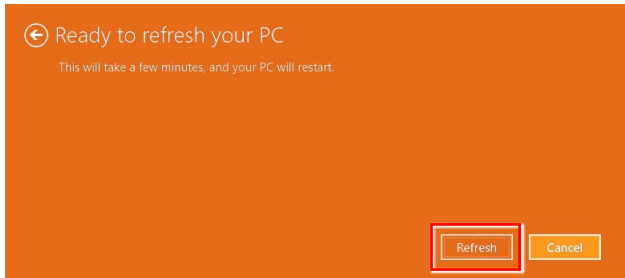 Ready to refresh your PC
This will take a few minutes, and your PC will restart.
Refresh
Cancel